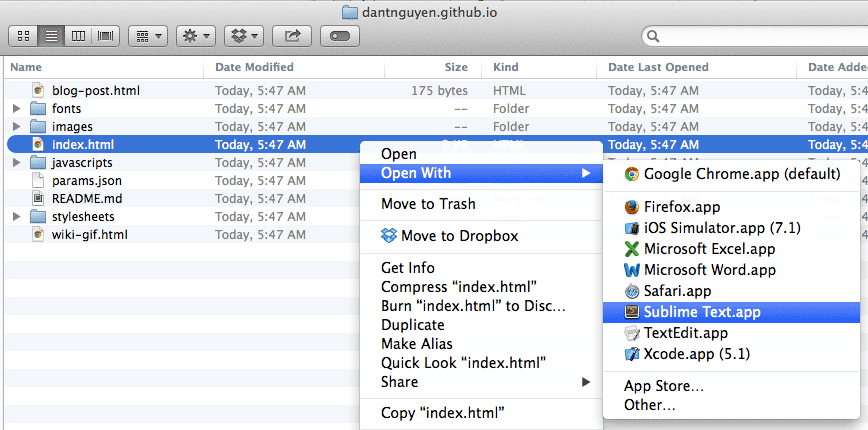 dantnguyen.github.io
Name Date Modified Size Kind Date Last Opened Date Adde
blog-post.html Today, 5:47 AM 175 bytes HTML Today, 5:47 AM Today, 5:
fonts Today, 5:47 AM -- Folder Today, 5:47 AM Today, 5:
images Today, 5:47 AM -- Folder Today, 5:47 AM Today, 5:
index.html Today, 5:47 AM Today, 5:47 AM Today, 5:
javascripts Today, 5:47 AM
params.json Today, 5:47 AM
README.md Today, 5:47 AM
stylesheets Today, 5:47 AM
wiki-gif.html Today, 5:47 AM
Open
Open With
Move to Trash
Move to Dropbox
Get Info
Compress “index.html”
Burn “index.html” to Disc…
Duplicate
Make Alias
Quick Look “index.html”
Share
Copy “index.html”
Google Chrome.app (default)
Firefox.app
iOS Simulator.app (7.1)
Microsoft Excel.app
Microsoft Word.app
Safari.app
Sublime Text.app
TextEdit.app
Xcode.app (5.1)
App Store…
Other…